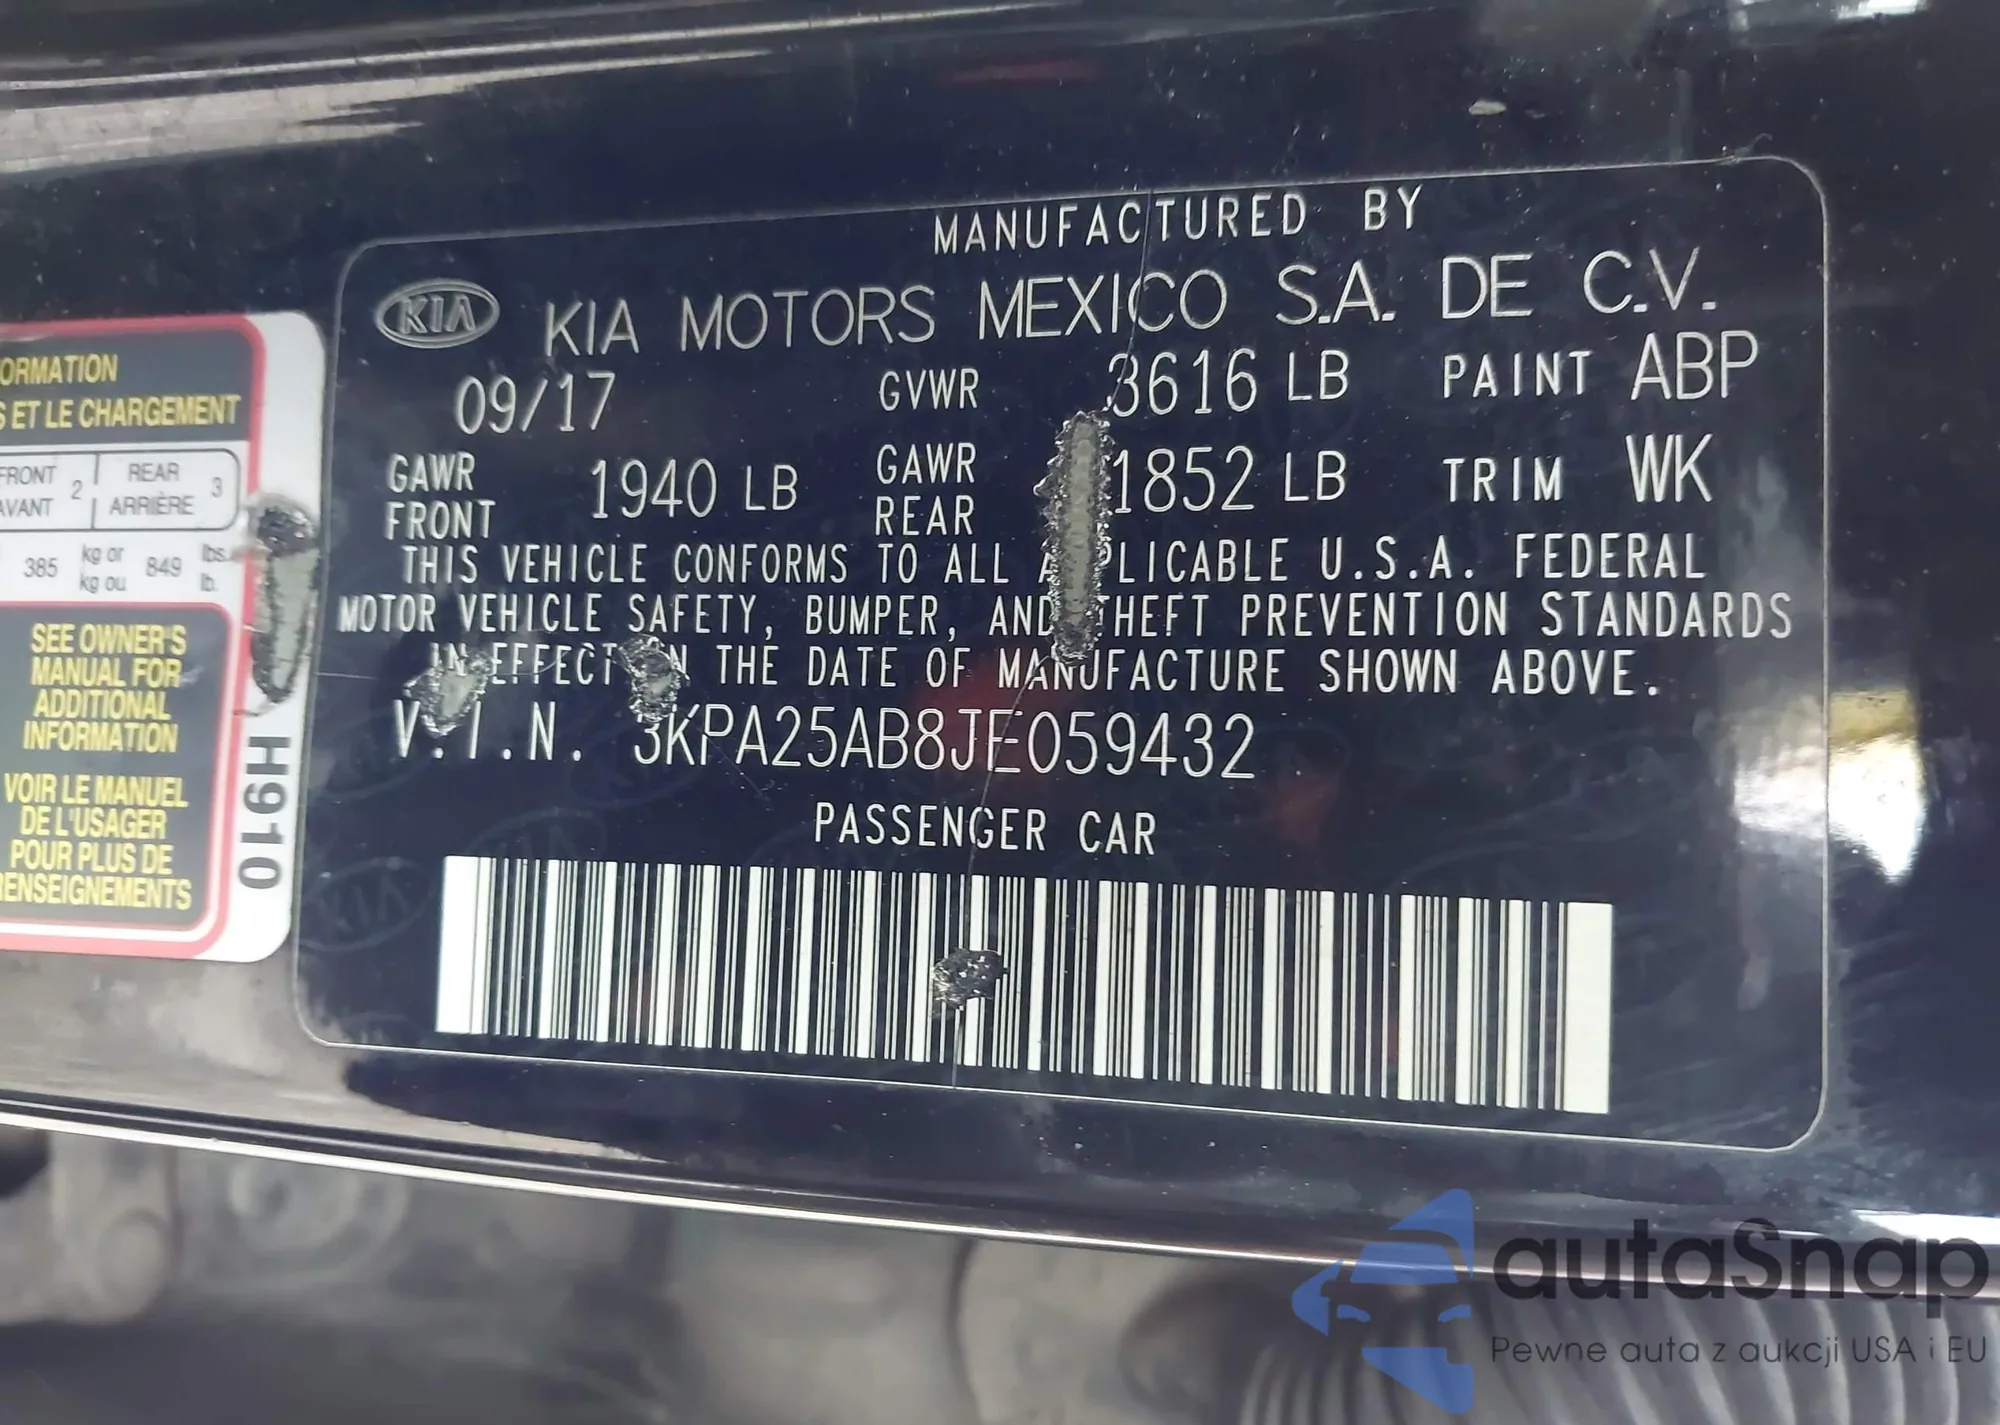 MANUFACTURED BY
KIA KIA MOTORS MEXICO S.A. DE C.V.
09/17 GVWR 3616 LB PAINT ABP
GAWR FRONT 1940 LB GAWR REAR 1852 LB TRIM WK
THIS VEHICLE CONFORMS TO ALL A PLICABLE U.S.A. FEDERAL
MOTOR VEHICLE SAFETY, BUMPER, AND THEFT PREVENTION STANDARDS
IN EFFECT ON THE DATE OF MANUFACTURE SHOWN ABOVE.
V.I.N. 3KPA25AB8JE059432
PASSENGER CAR
ORMATION
S ET LE CHARGEMENT
FRONT 2 REAR 3
AVANT ARRIÈRE
385 kg or 849 lbs.
kg ou lb.
SEE OWNER'S
MANUAL FOR
ADDITIONAL
INFORMATION
VOIR LE MANUEL
DE L'USAGER
POUR PLUS DE
RENSEIGNEMENTS
H910
autaSnap
Pewne auta z aukcji USA i EU